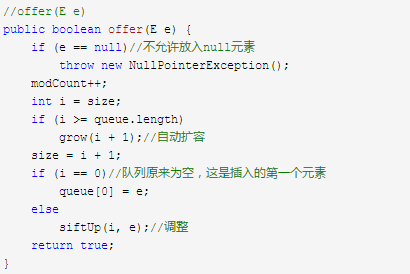 //offer(E e)
public boolean offer(E e) {
    if (e == null)//不允许放入null元素
        throw new NullPointerException();
    modCount++;
    int i = size;
    if (i >= queue.length)
        grow(i + 1);//自动扩容
    size = i + 1;
    if (i == 0)//队列原来为空，这是插入的第一个元素
        queue[0] = e;
    else
        siftUp(i, e);//调整
    return true;
}